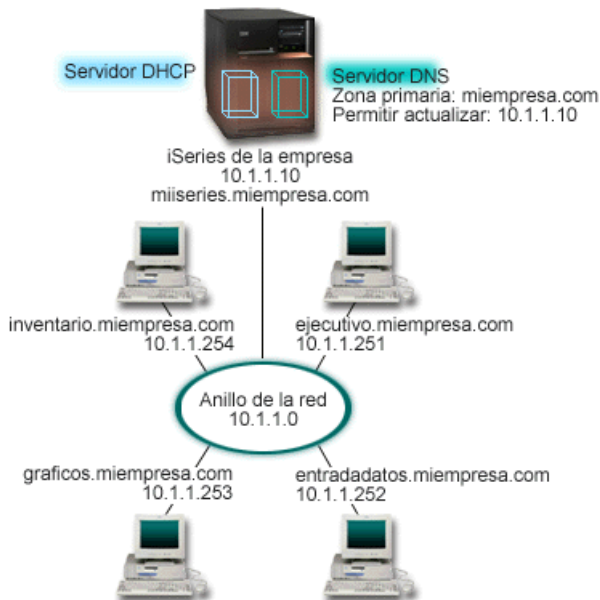 Servidor DHCP
Servidor DNS
Zona primaria: miempresa.com
Permitir actualizar: 10.1.1.10
iSeries de la empresa
10.1.1.10
miiseries.miempresa.com
inventario.miempresa.com
10.1.1.254
ejecutivo.miempresa.com
10.1.1.251
Anillo de la red
10.1.1.0
graficos.miempresa.com
10.1.1.253
entradadatos.miempresa.com
10.1.1.252